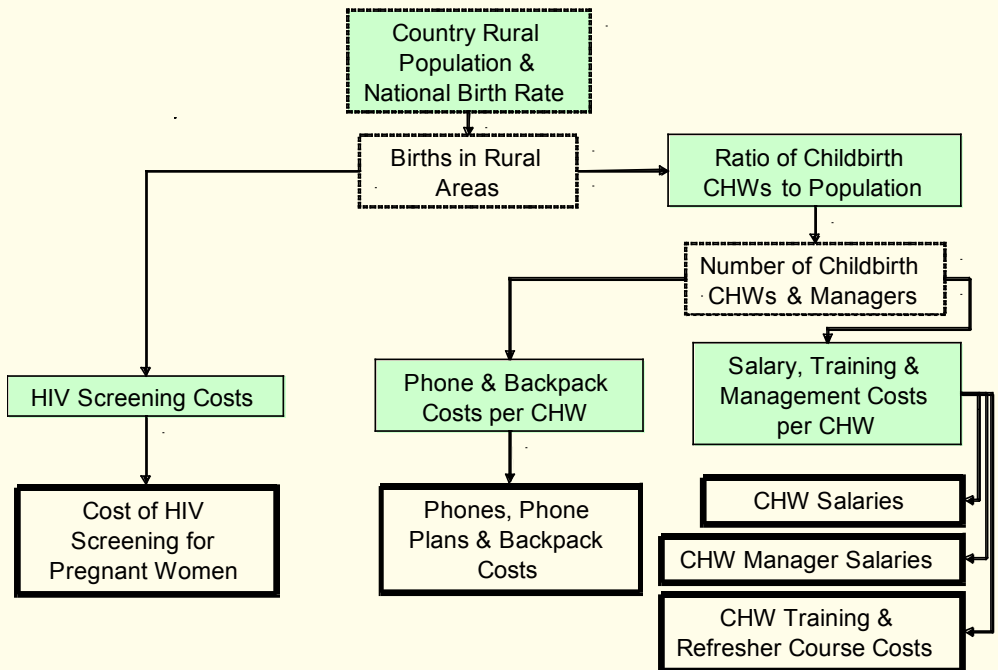 Country Rural
Population &
National Birth Rate
Births in Rural
Areas
Ratio of Childbirth
CHWs to Population
Number of Childbirth
CHWs & Managers
HIV Screening Costs
Phone & Backpack
Costs per CHW
Salary, Training &
Management Costs
per CHW
Cost of HIV
Screening for
Pregnant Women
Phones, Phone
Plans & Backpack
Costs
CHW Salaries
CHW Manager Salaries
CHW Training &
Refresher Course Costs